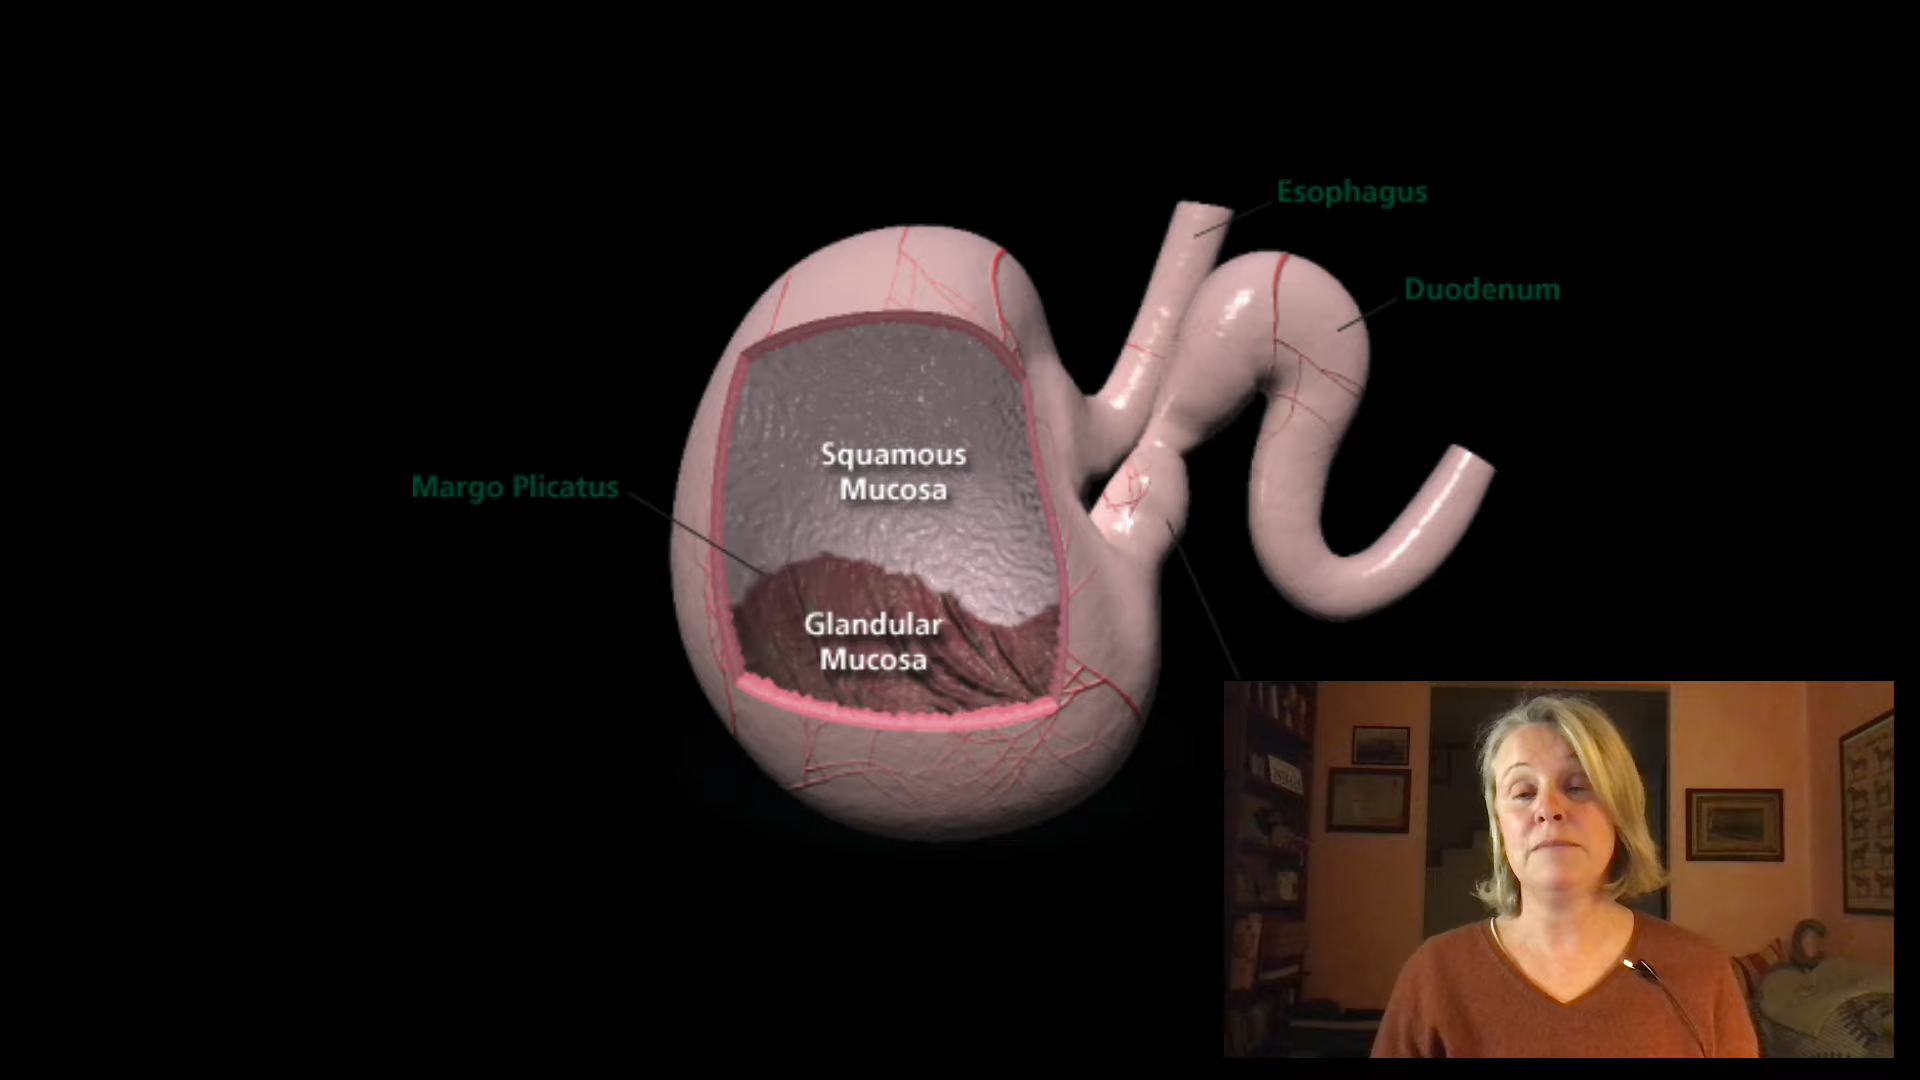 Esophagus
Duodenum
Squamous
Mucosa
Margo Plicatus
Glandular
Mucosa